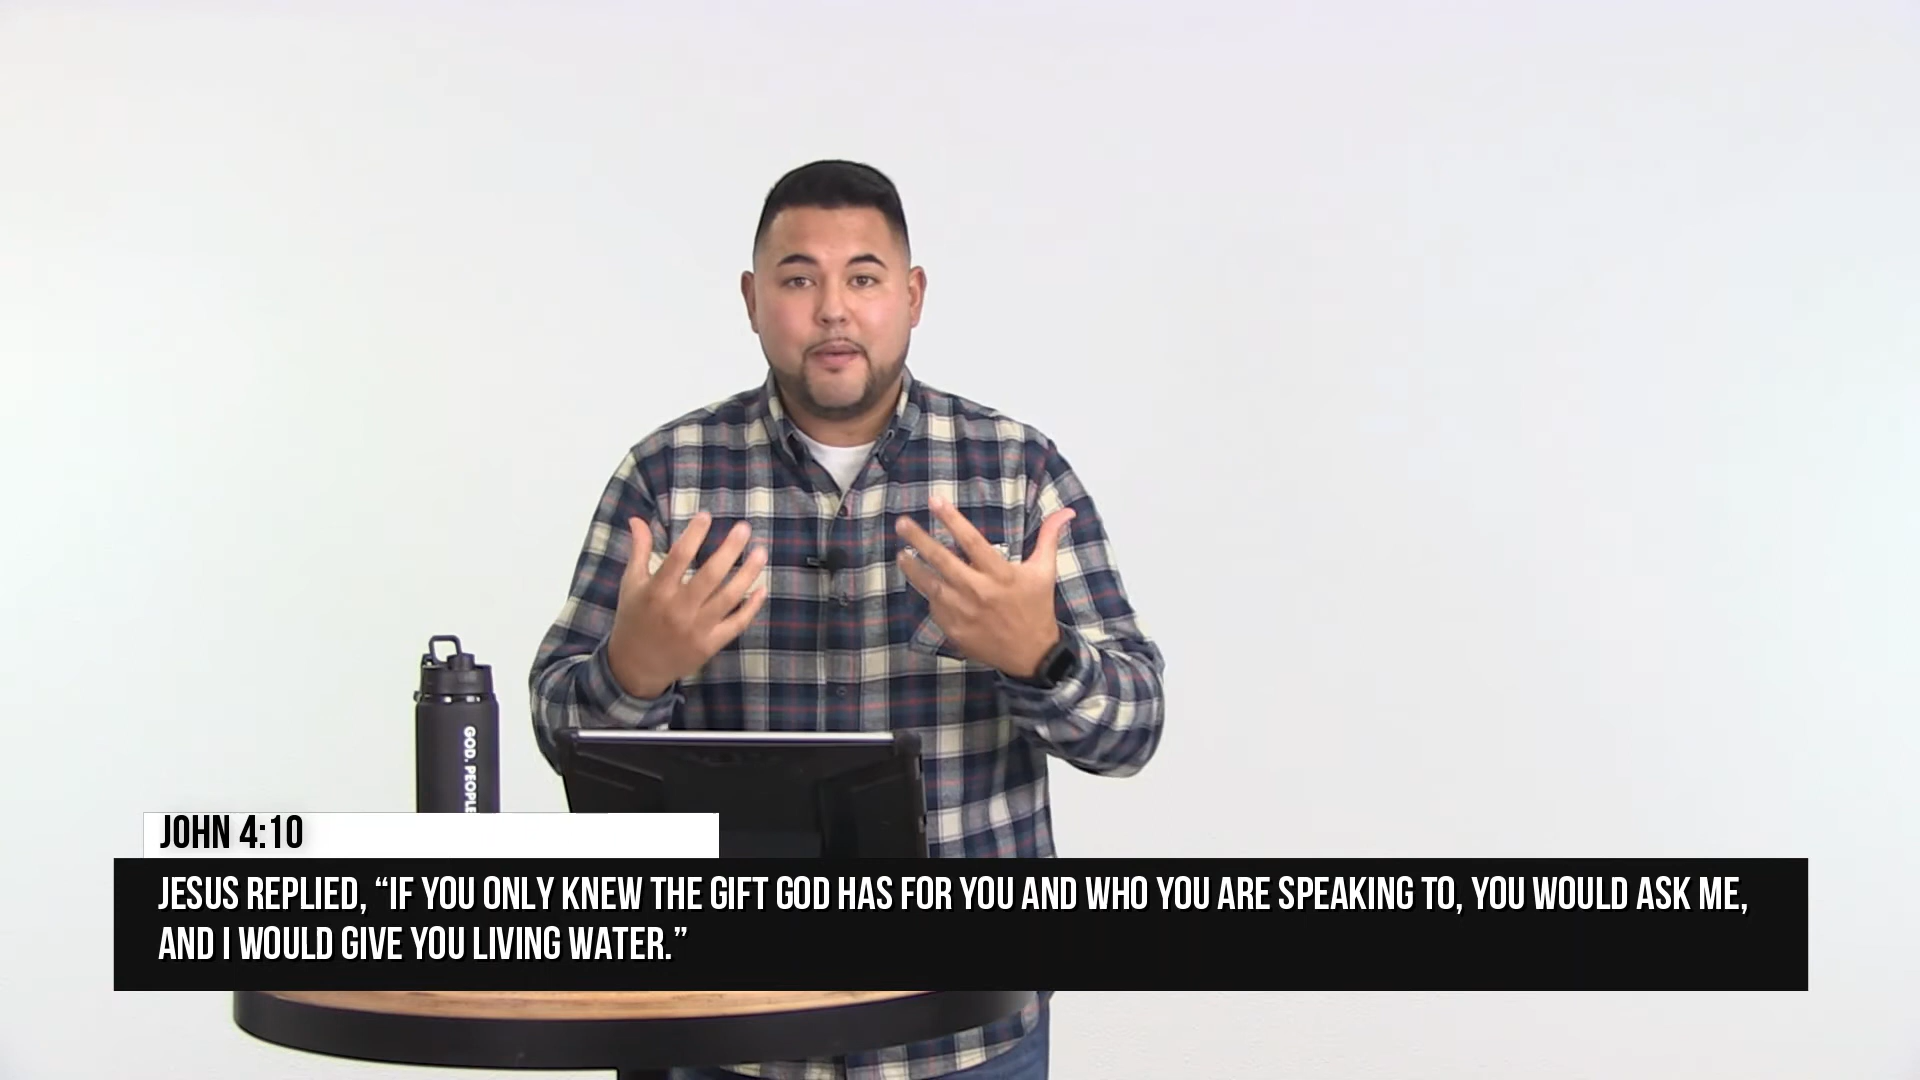 GOD. PEOPLE
JOHN 4:10
JESUS REPLIED, “IF YOU ONLY KNEW THE GIFT GOD HAS FOR YOU AND WHO YOU ARE SPEAKING TO, YOU WOULD ASK ME,
AND I WOULD GIVE YOU LIVING WATER.”